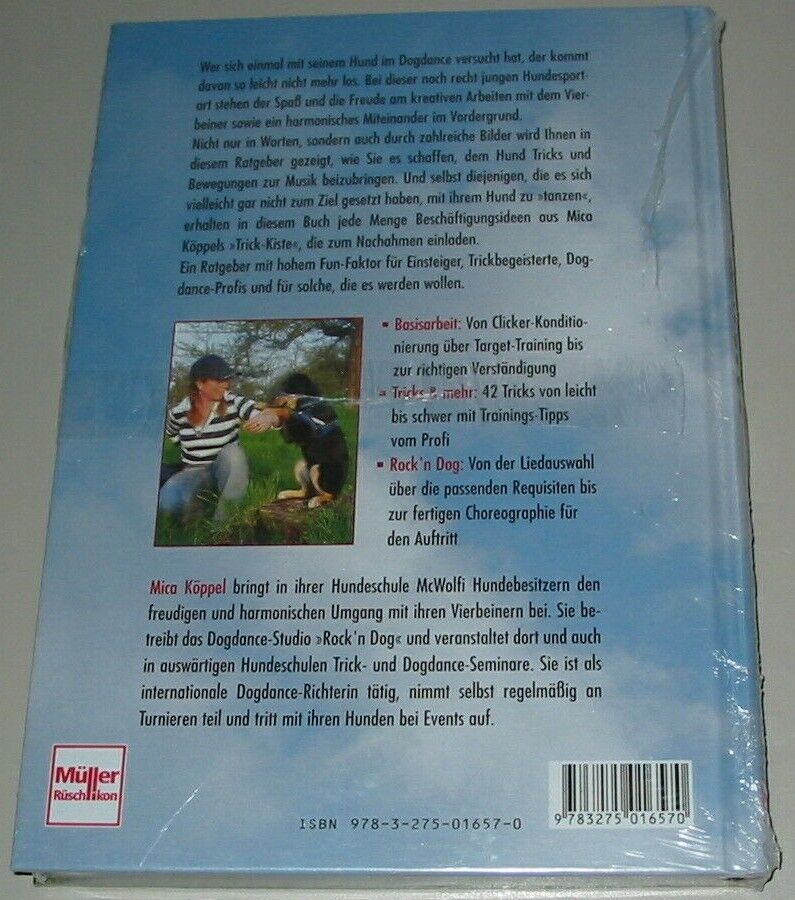 Wer sich einmal mit seinem Hund im Dogdance versucht hat, der kommt
davon so leicht nicht mehr los. Bei dieser noch recht jungen Hundesport-
art stehen der Spaß und die Freude am kreativen Arbeiten mit dem Vier-
beiner sowie ein harmonisches Miteinander im Vordergrund.
Nicht nur in Worten, sondern auch durch zahlreiche Bilder wird Ihnen in
diesem Ratgeber gezeigt, wie Sie es schaffen, dem Hund Tricks und
Bewegungen zur Musik beizubringen. Und selbst diejenigen, die es sich
vielleicht gar nicht zum Ziel gesetzt haben, mit ihrem Hund zu »tanzen«,
erhalten in diesem Buch jede Menge Beschäftigungsideen aus Mica
Köppels »Trick-Kiste«, die zum Nachahmen einladen.
Ein Ratgeber mit hohem Fun-Faktor für Einsteiger, Trickbegeisterte, Dog-
dance-Profis und für solche, die es werden wollen.
Basisarbeit: Von Clicker-Konditio-
nierung über Target-Training bis
zur richtigen Verständigung
Tricks & mehr: 42 Tricks von leicht
bis schwer mit Trainings-Tipps
vom Profi
Rock'n Dog: Von der Liedauswahl
über die passenden Requisiten bis
zur fertigen Choreographie für
den Auftritt
Mica Köppel bringt in ihrer Hundeschule McWolfi Hundebesitzern den
freudigen und harmonischen Umgang mit ihren Vierbeinern bei. Sie be-
treibt das Dogdance-Studio »Rock'n Dog« und veranstaltet dort und auch
in auswärtigen Hundeschulen Trick- und Dogdance-Seminare. Sie ist als
internationale Dogdance-Richterin tätig, nimmt selbst regelmäßig an
Turnieren teil und tritt mit ihren Hunden bei Events auf.
Müller
Rüschlikon
ISBN 978-3-275-01657-0
9 783275 016570